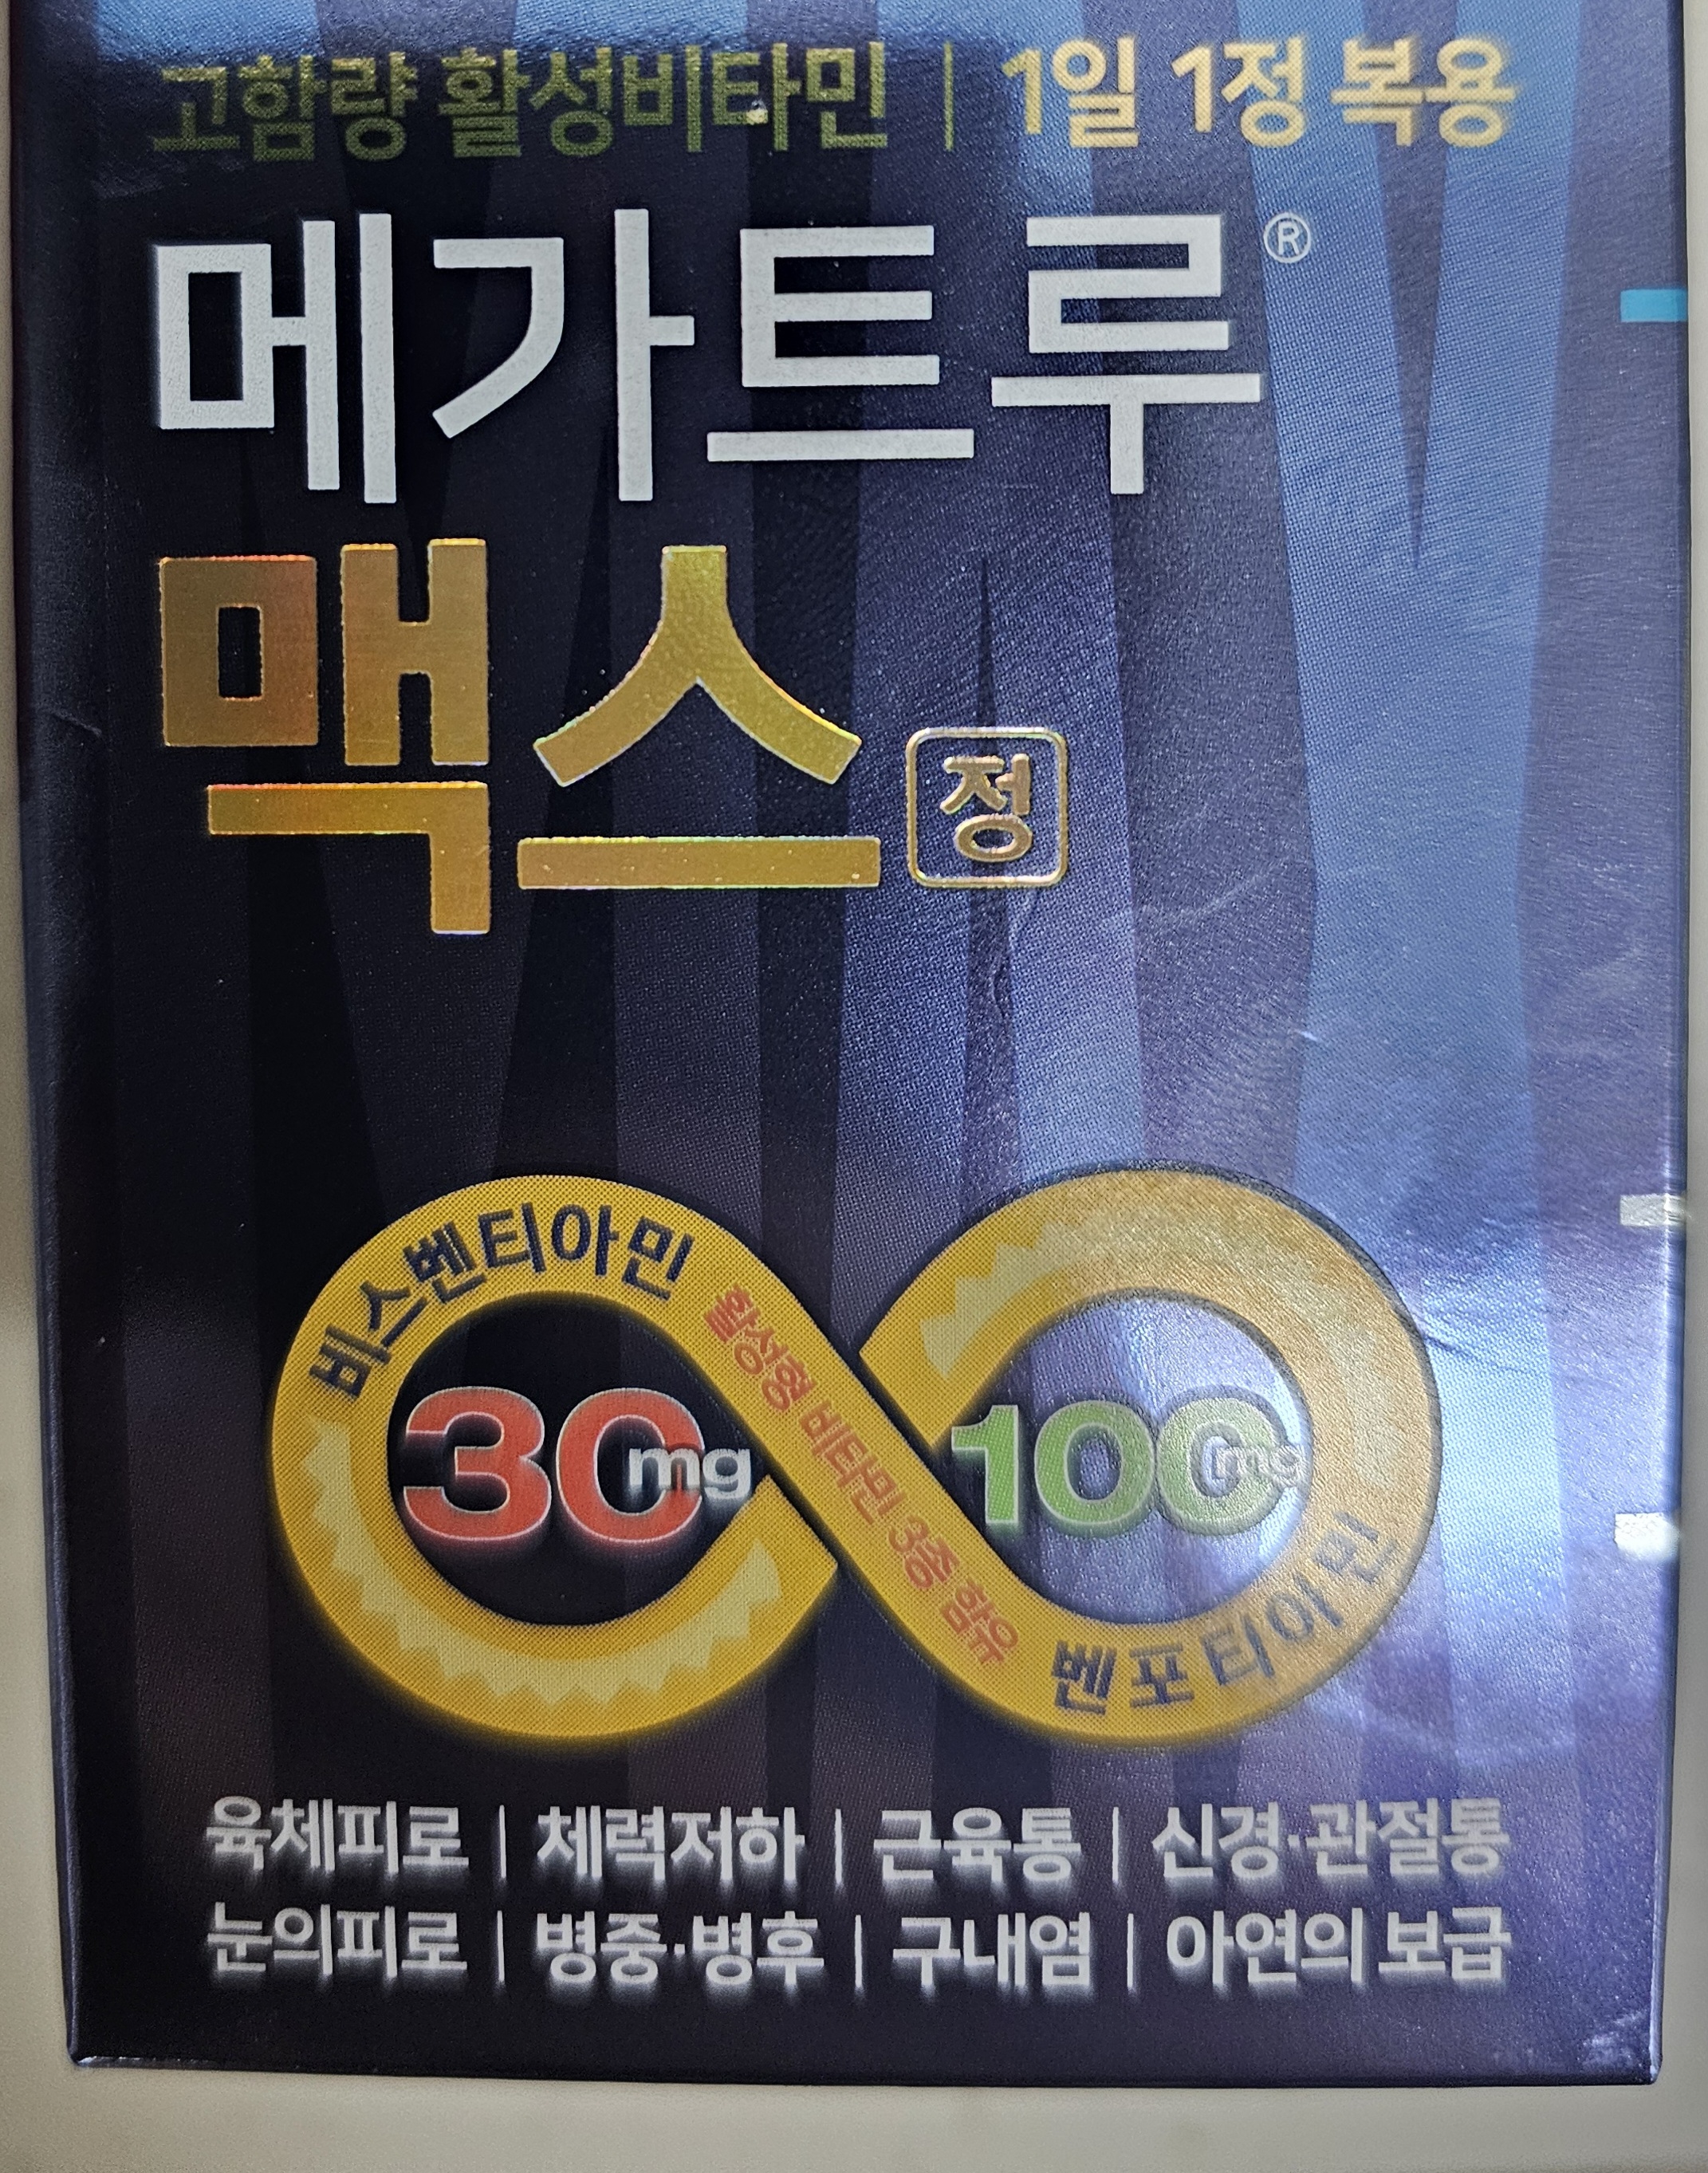 고함량 활성비타민 | 1일 1정 복용
메가트루®
맥스 정
비스벤티아민
30mg
활성형 비타민 3종 함유
100mg
벤포티아민
육체피로 | 체력저하 | 근육통 | 신경·관절통
눈의피로 | 병중·병후 | 구내염 | 아연의 보급